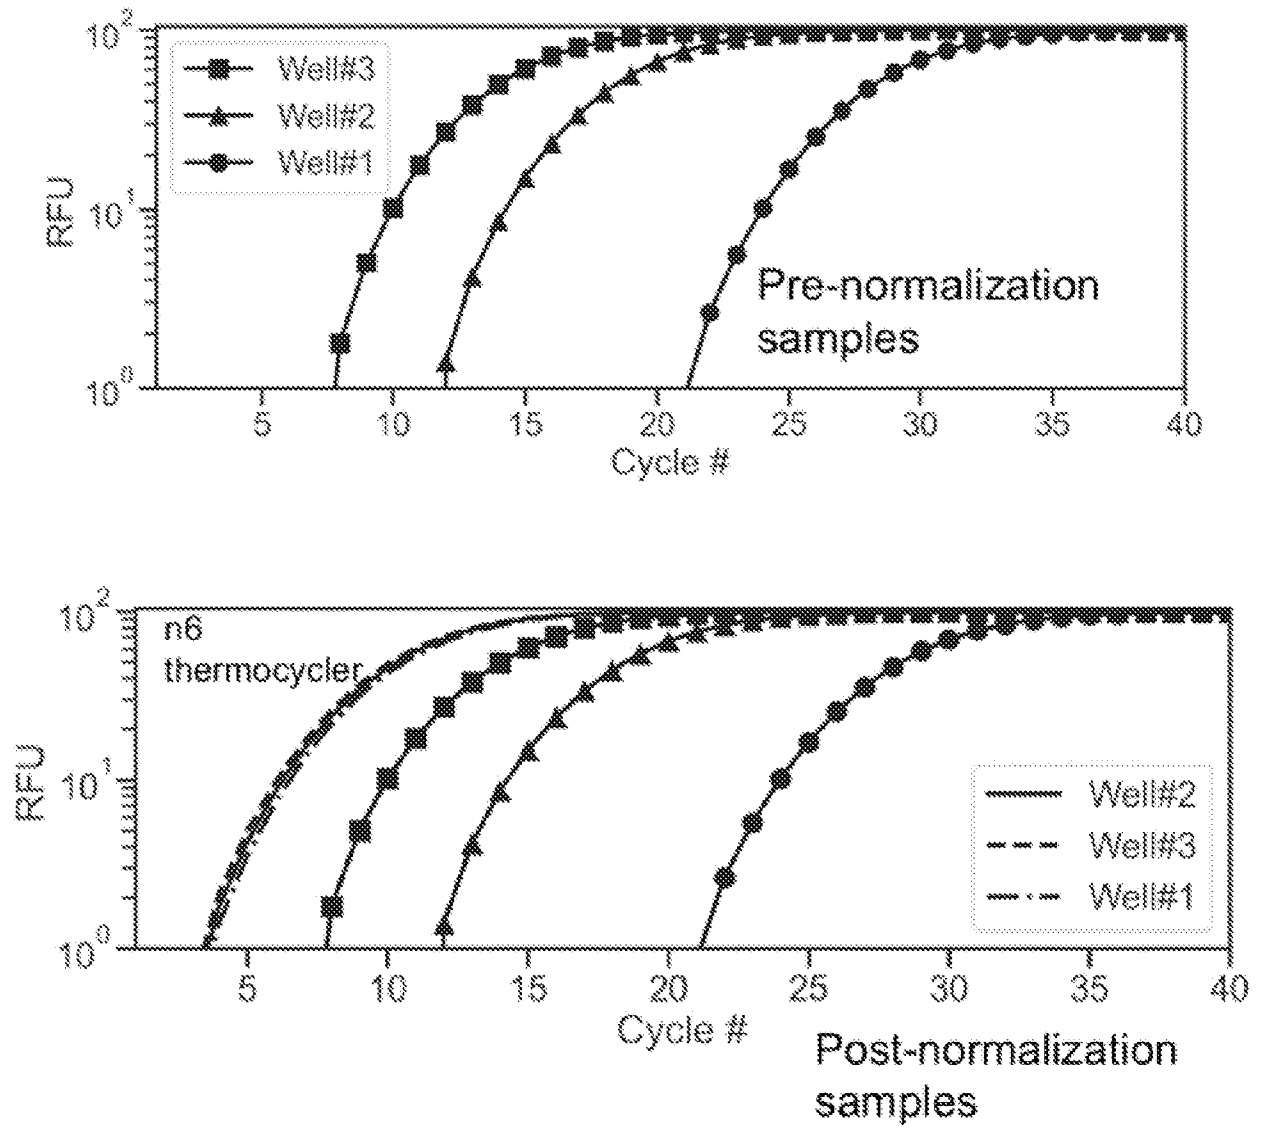 10²
Well#3
Well#2
Well#1
RFU
10¹
Pre-normalization
samples
10⁰
5 10 15 20 25 30 35 40
Cycle #
10²
n6
thermocycler
RFU
10¹
Well#2
Well#3
Well#1
10⁰
5 10 15 20 25 30 35 40
Cycle #
Post-normalization
samples